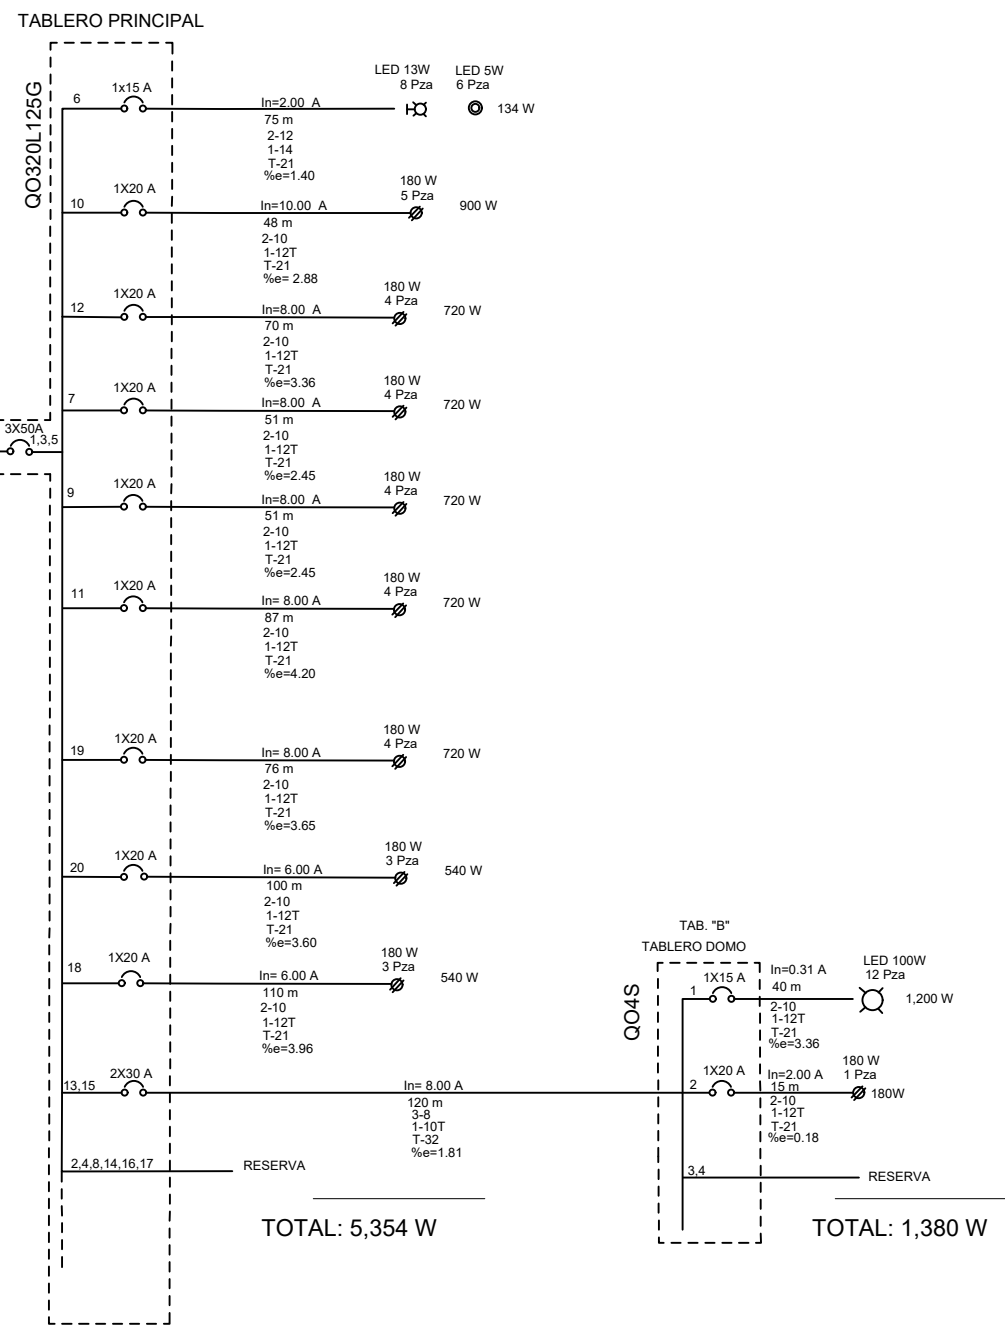 TABLERO PRINCIPAL
QO320L125G
3X50A
1,3,5
6
1x15 A
In=2.00 A
75 m
2-12
1-14
T-21
%e=1.40
LED 13W
8 Pza
LED 5W
6 Pza
134 W
10
1X20 A
In=10.00 A
48 m
2-10
1-12T
T-21
%e= 2.88
180 W
5 Pza
900 W
12
1X20 A
In=8.00 A
70 m
2-10
1-12T
T-21
%e=3.36
180 W
4 Pza
720 W
7
1X20 A
In=8.00 A
51 m
2-10
1-12T
T-21
%e=2.45
180 W
4 Pza
720 W
9
1X20 A
In=8.00 A
51 m
2-10
1-12T
T-21
%e=2.45
180 W
4 Pza
720 W
11
1X20 A
In= 8.00 A
87 m
2-10
1-12T
T-21
%e=4.20
180 W
4 Pza
720 W
19
1X20 A
In= 8.00 A
76 m
2-10
1-12T
T-21
%e=3.65
180 W
4 Pza
720 W
20
1X20 A
In= 6.00 A
100 m
2-10
1-12T
T-21
%e=3.60
180 W
3 Pza
540 W
18
1X20 A
In= 6.00 A
110 m
2-10
1-12T
T-21
%e=3.96
180 W
3 Pza
540 W
13,15
2X30 A
In= 8.00 A
120 m
3-8
1-10T
T-32
%e=1.81
2,4,8,14,16,17
RESERVA
TOTAL: 5,354 W
TAB. "B"
TABLERO DOMO
QO4S
1
1X15 A
In=0.31 A
40 m
2-10
1-12T
T-21
%e=3.36
LED 100W
12 Pza
1,200 W
2
1X20 A
In=2.00 A
15 m
2-10
1-12T
T-21
%e=0.18
180 W
1 Pza
180W
3,4
RESERVA
TOTAL: 1,380 W